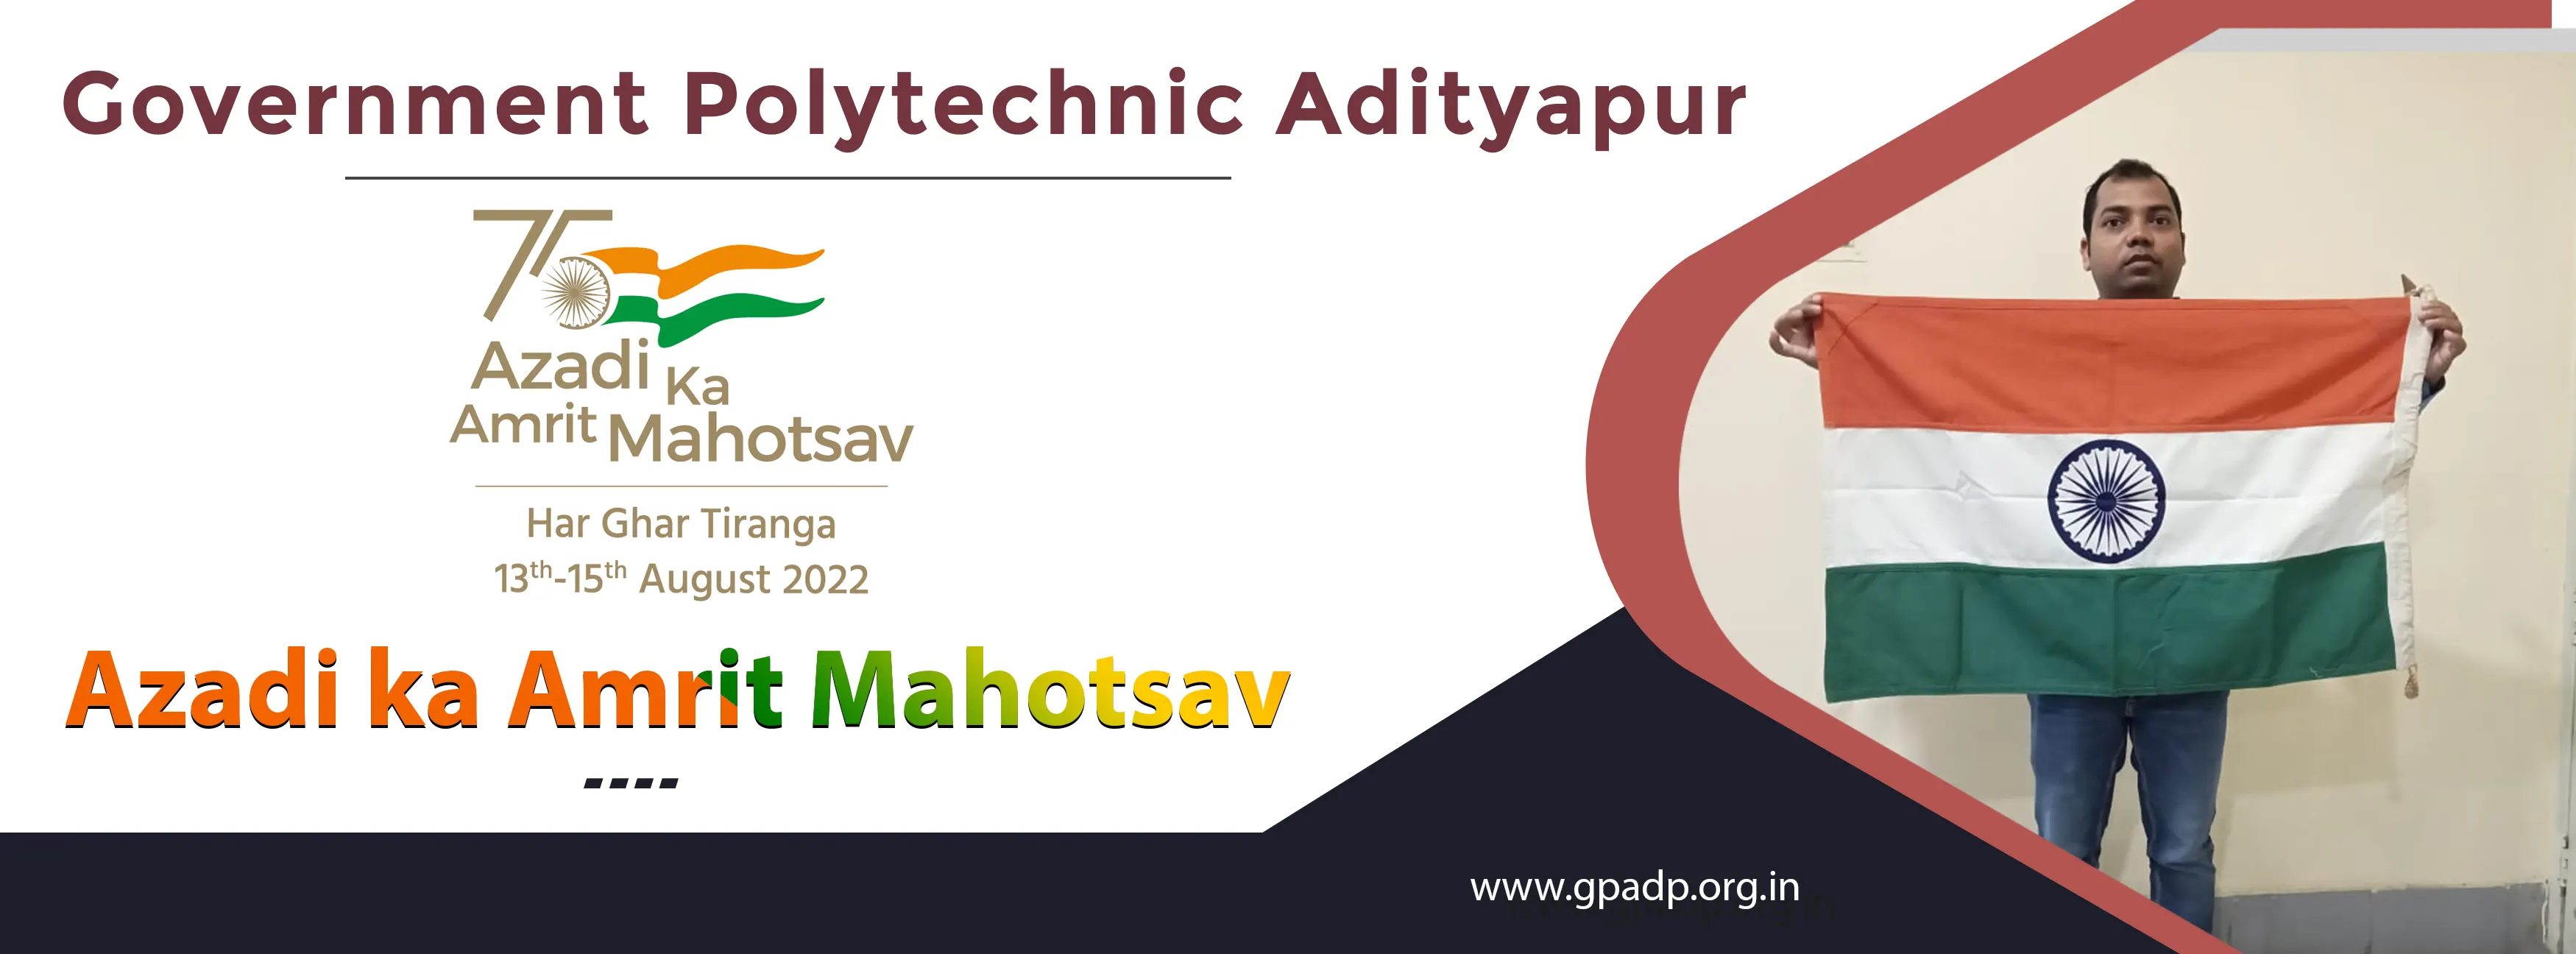 Government Polytechnic Adityapur
75
Azadi Ka
Amrit Mahotsav
Har Ghar Tiranga
13th-15th August 2022
Azadi ka Amrit Mahotsav
www.gpadp.org.in